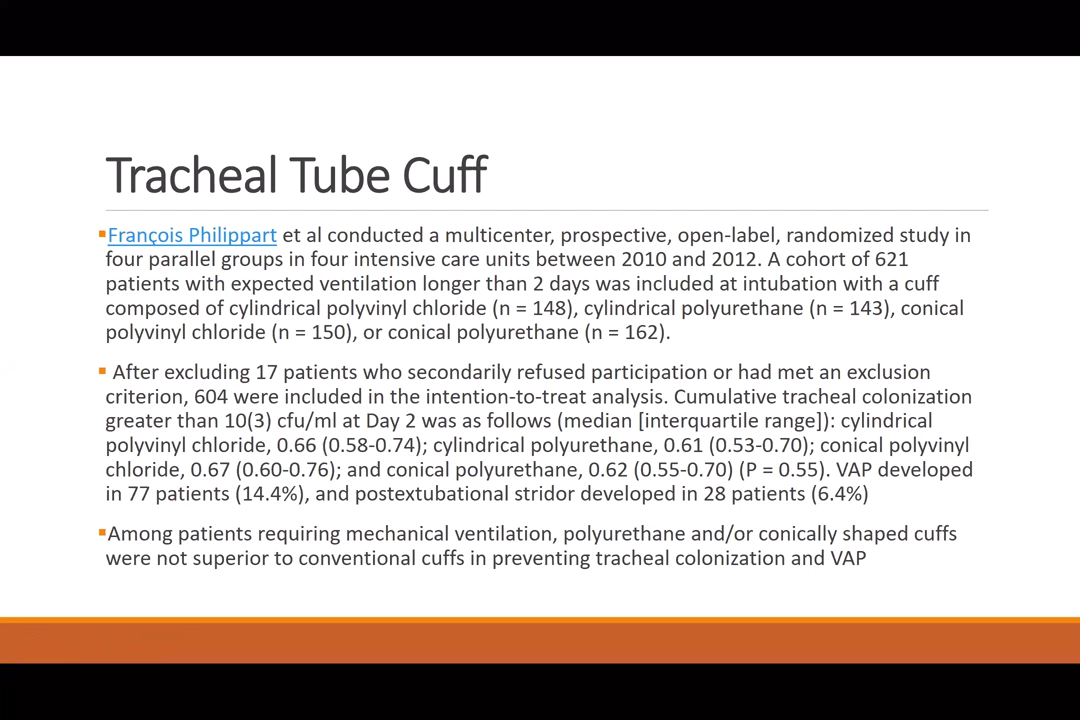 Tracheal Tube Cuff
▪François Philippart et al conducted a multicenter, prospective, open-label, randomized study in
four parallel groups in four intensive care units between 2010 and 2012. A cohort of 621
patients with expected ventilation longer than 2 days was included at intubation with a cuff
composed of cylindrical polyvinyl chloride (n = 148), cylindrical polyurethane (n = 143), conical
polyvinyl chloride (n = 150), or conical polyurethane (n = 162).
▪ After excluding 17 patients who secondarily refused participation or had met an exclusion
criterion, 604 were included in the intention-to-treat analysis. Cumulative tracheal colonization
greater than 10(3) cfu/ml at Day 2 was as follows (median [interquartile range]): cylindrical
polyvinyl chloride, 0.66 (0.58-0.74); cylindrical polyurethane, 0.61 (0.53-0.70); conical polyvinyl
chloride, 0.67 (0.60-0.76); and conical polyurethane, 0.62 (0.55-0.70) (P = 0.55). VAP developed
in 77 patients (14.4%), and postextubational stridor developed in 28 patients (6.4%)
▪Among patients requiring mechanical ventilation, polyurethane and/or conically shaped cuffs
were not superior to conventional cuffs in preventing tracheal colonization and VAP